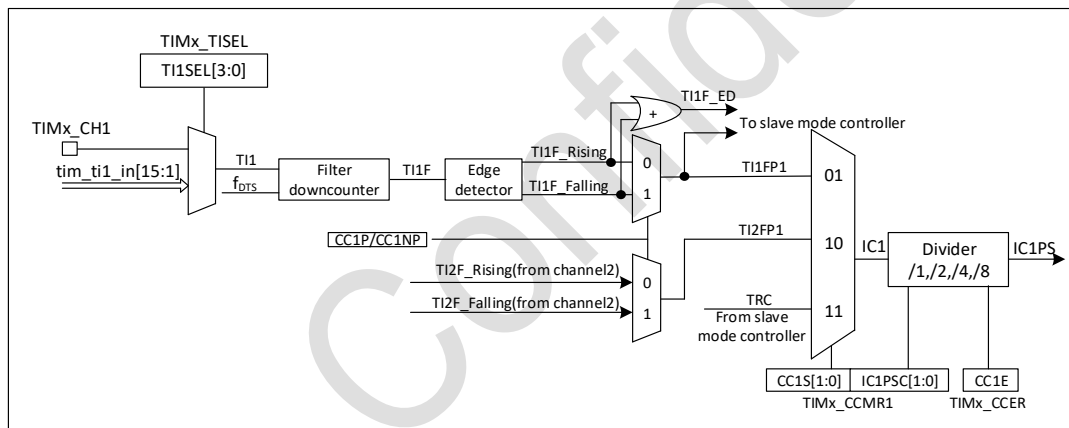 TIMx_TISEL
TI1SEL[3:0]
TIMx_CH1
tim_ti1_in[15:1]
TI1
fDTS
Filter
downcounter
TI1F
Edge
detector
TI1F_Rising
TI1F_Falling
TI1F_ED
+
To slave mode controller
0
1
TI1FP1
01
CC1P/CC1NP
TI2FP1
10
TI2F_Rising(from channel2)
0
TI2F_Falling(from channel2)
1
TRC
From slave
mode controller
11
IC1
Divider
/1,/2,/4,/8
IC1PS
CC1S[1:0]
IC1PSC[1:0]
CC1E
TIMx_CCMR1
TIMx_CCER
Confide